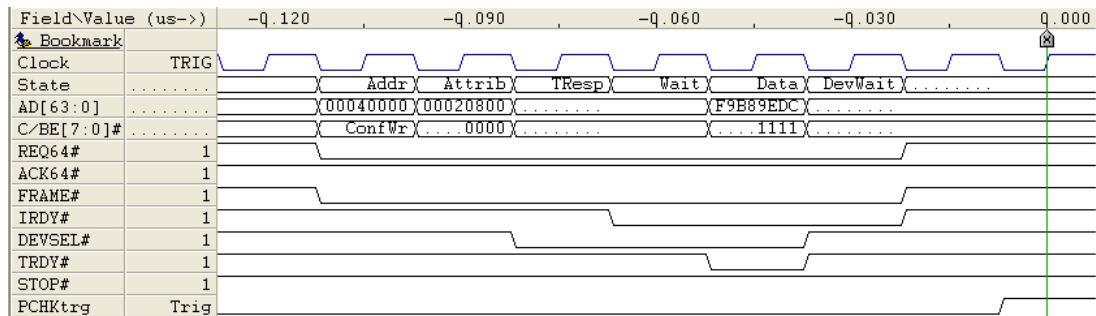 Field\Value (us->) -0.120 . -0.090 . -0.060 . -0.030 . 0.000
Bookmark
Clock TRIG
State ........ Addr Attrib TResp Wait Data DevWait ........
AD[63:0] ........ 00040000 00020800 ........ F9B89EDC ........
C/BE[7:0]# ........ ConfWr ....0000 ........ ....1111 ........
REQ64# 1
ACK64# 1
FRAME# 1
IRDY# 1
DEVSEL# 1
TRDY# 1
STOP# 1
PCHKtrg Trig